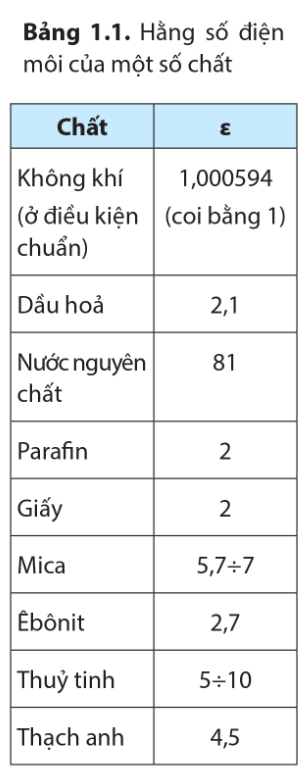 Bảng 1.1. Hằng số điện
môi của một số chất
Chất ε
Không khí 1,000594
(ở điều kiện (coi bằng 1)
chuẩn)
Dầu hoả 2,1
Nước nguyên 81
chất
Parafin 2
Giấy 2
Mica 5,7÷7
Êbônit 2,7
Thuỷ tinh 5÷10
Thạch anh 4,5